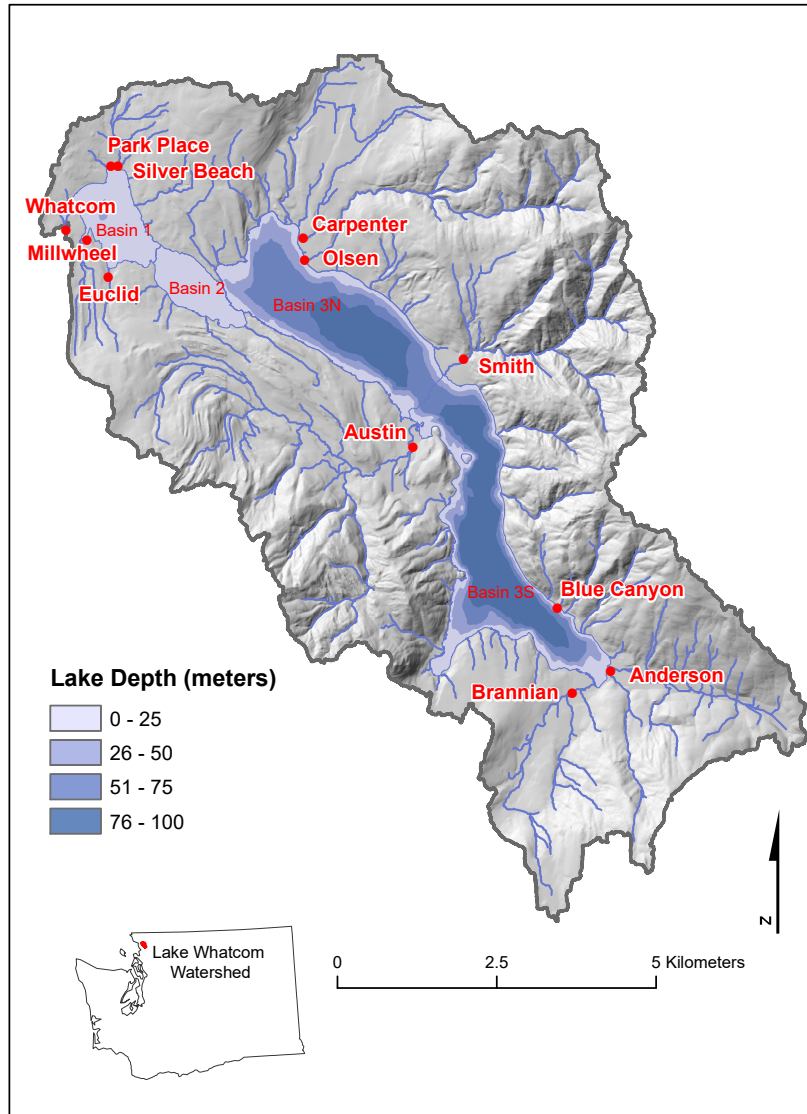 Park Place
Silver Beach
Whatcom
Basin 1
Millwheel
Euclid
Basin 2
Carpenter
Olsen
Basin 3N
Smith
Austin
Basin 3S
Blue Canyon
Anderson
Brannian
Lake Depth (meters)
0 - 25
26 - 50
51 - 75
76 - 100
N
Lake Whatcom
Watershed
0 2.5 5 Kilometers